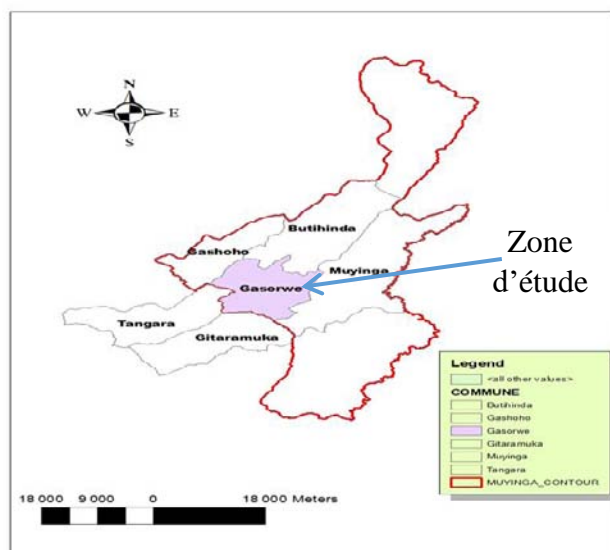 N
W E
S
Butihinda
Gashoho
Muyinga
Gasorwe
Tangara
Gitaramuka
Zone
d'étude
Legend
<all other values>
COMMUNE
Butihinda
Gashoho
Gasorwe
Gitaramuka
Muyinga
Tangara
MUYINGA_CONTOUR
18 000 9 000 0 18 000 Meters